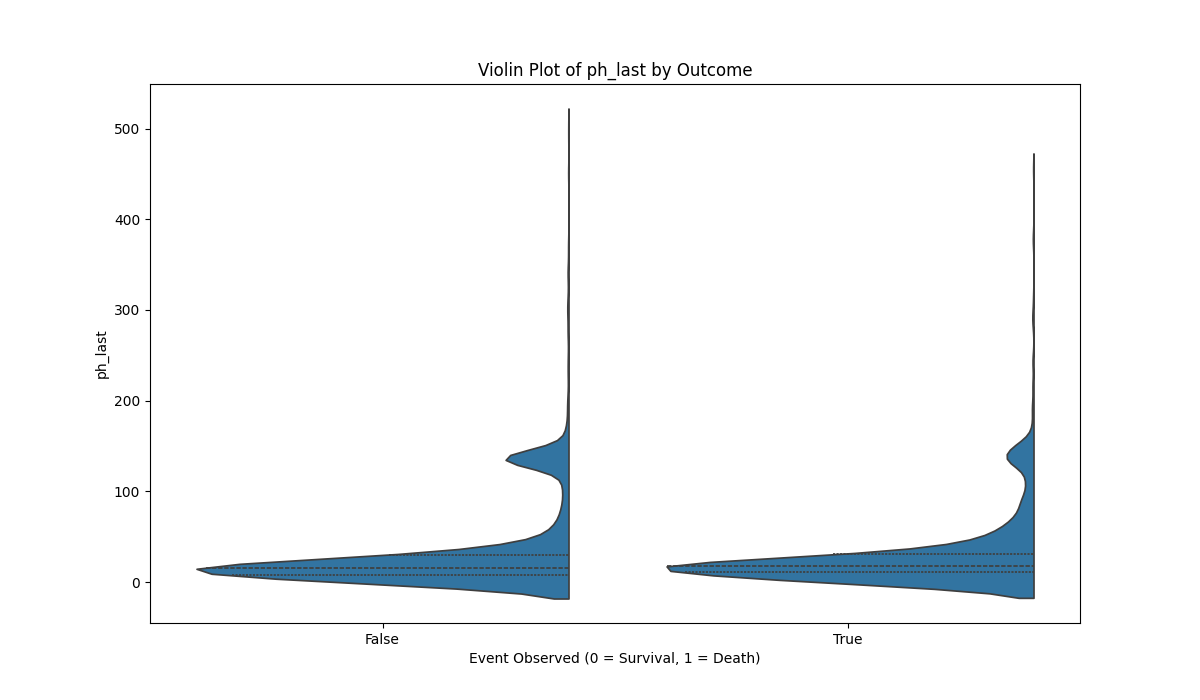 Violin Plot of ph_last by Outcome
500
400
300
200
100
0
ph_last
False
True
Event Observed (0 = Survival, 1 = Death)